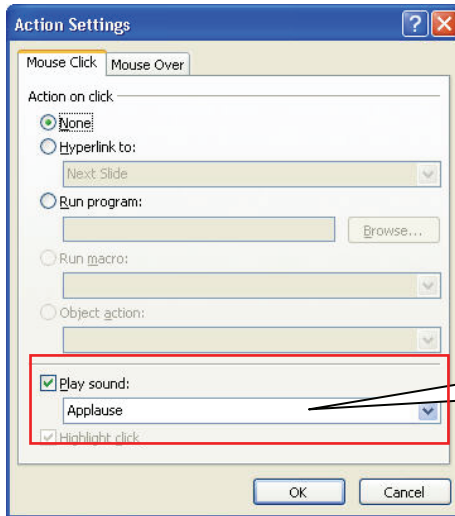 Action Settings
Mouse Click Mouse Over
Action on click
None
Hyperlink to:
Next Slide
Run program:
Browse...
Run macro:
Object action:
Play sound:
Applause
Highlight click
OK Cancel